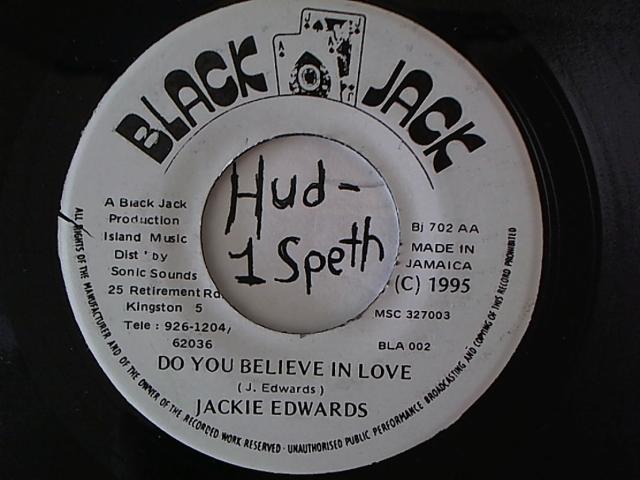 BLACK JACK
Hud-
1 Speth
A Black Jack
Production
Island Music
Dist' by
Sonic Sounds
25 Retirement Rd.
Kingston 5
Tele : 926-1204/
62036
Bj 702 AA
MADE IN
JAMAICA
(C) 1995
MSC 327003
BLA 002
DO YOU BELIEVE IN LOVE
( J. Edwards )
JACKIE EDWARDS
ALL RIGHTS OF THE MANUFACTURER AND OF THE OWNER OF THE RECORDED WORK RESERVED · UNAUTHORISED PUBLIC PERFORMANCE BROADCASTING AND COPYING OF THIS RECORD PROHIBITED